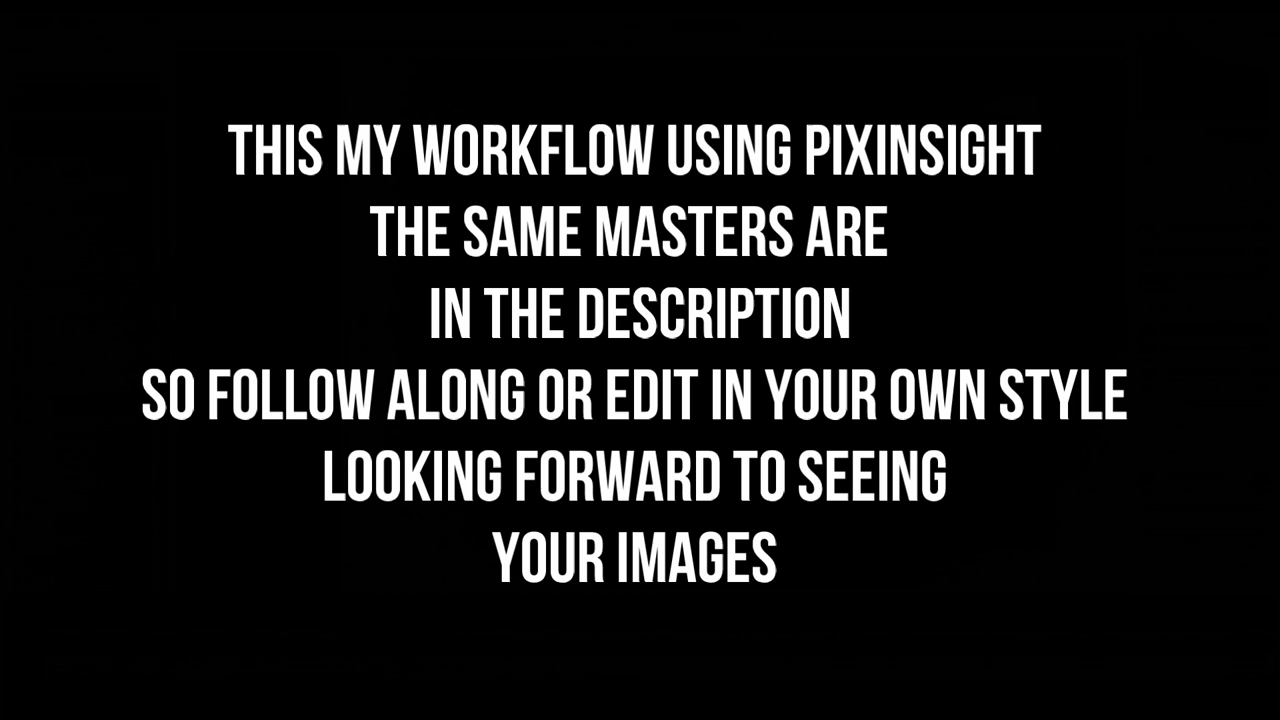 THIS MY WORKFLOW USING PIXINSIGHT
THE SAME MASTERS ARE
IN THE DESCRIPTION
SO FOLLOW ALONG OR EDIT IN YOUR OWN STYLE
LOOKING FORWARD TO SEEING
YOUR IMAGES